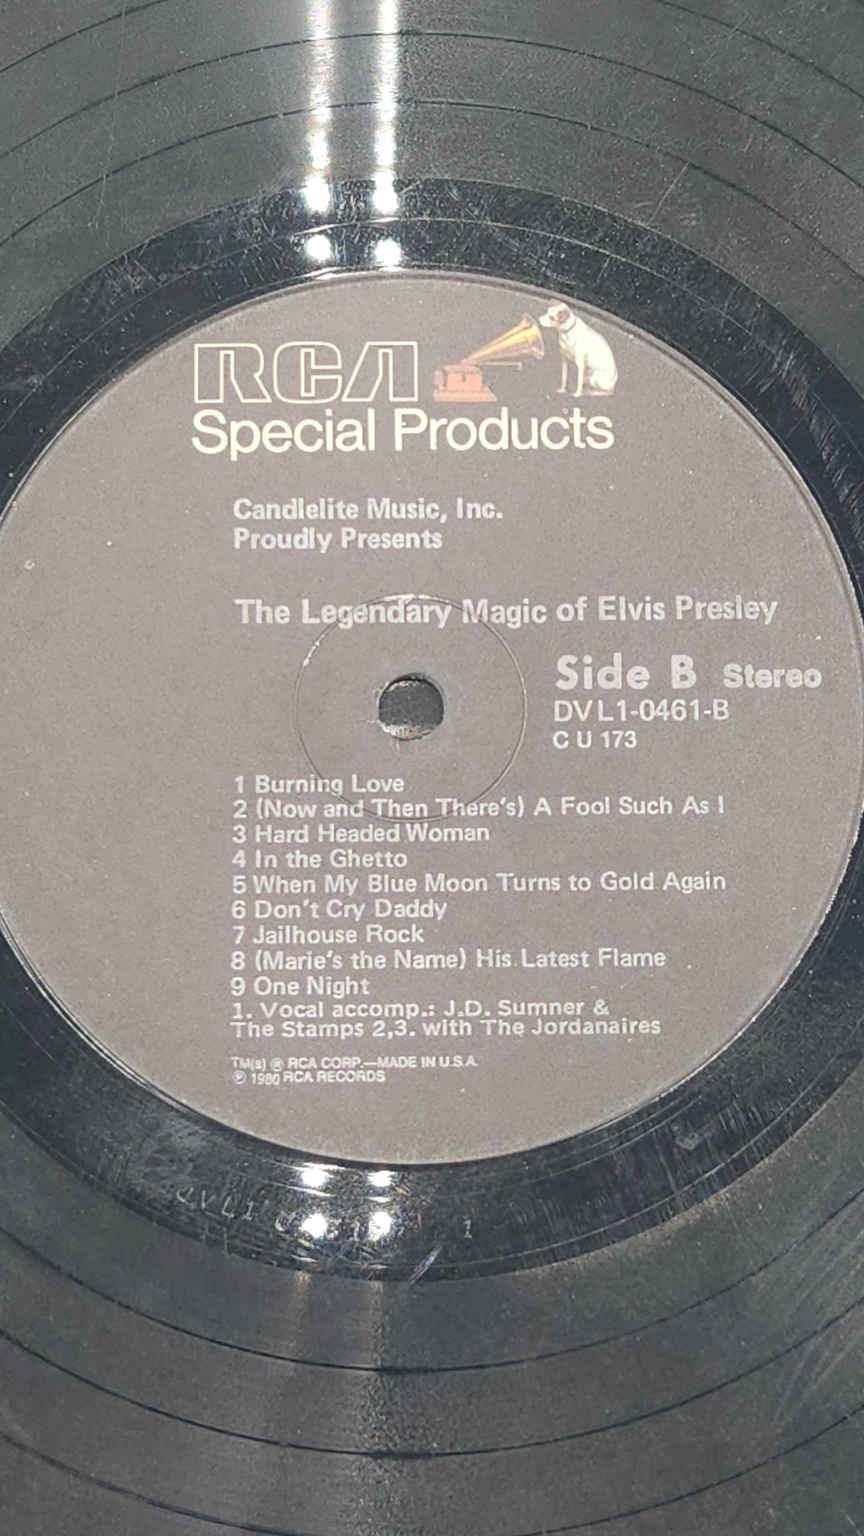 RCA
Special Products
Candlelite Music, Inc.
Proudly Presents
The Legendary Magic of Elvis Presley
Side B Stereo
DVL1-0461-B
C U 173
1 Burning Love
2 (Now and Then There's) A Fool Such As I
3 Hard Headed Woman
4 In the Ghetto
5 When My Blue Moon Turns to Gold Again
6 Don't Cry Daddy
7 Jailhouse Rock
8 (Marie's the Name) His Latest Flame
9 One Night
1. Vocal accomp.: J.D. Sumner &
The Stamps 2,3. with The Jordanaires
TM(s) ® RCA CORP.—MADE IN U.S.A.
℗ 1980 RCA RECORDS